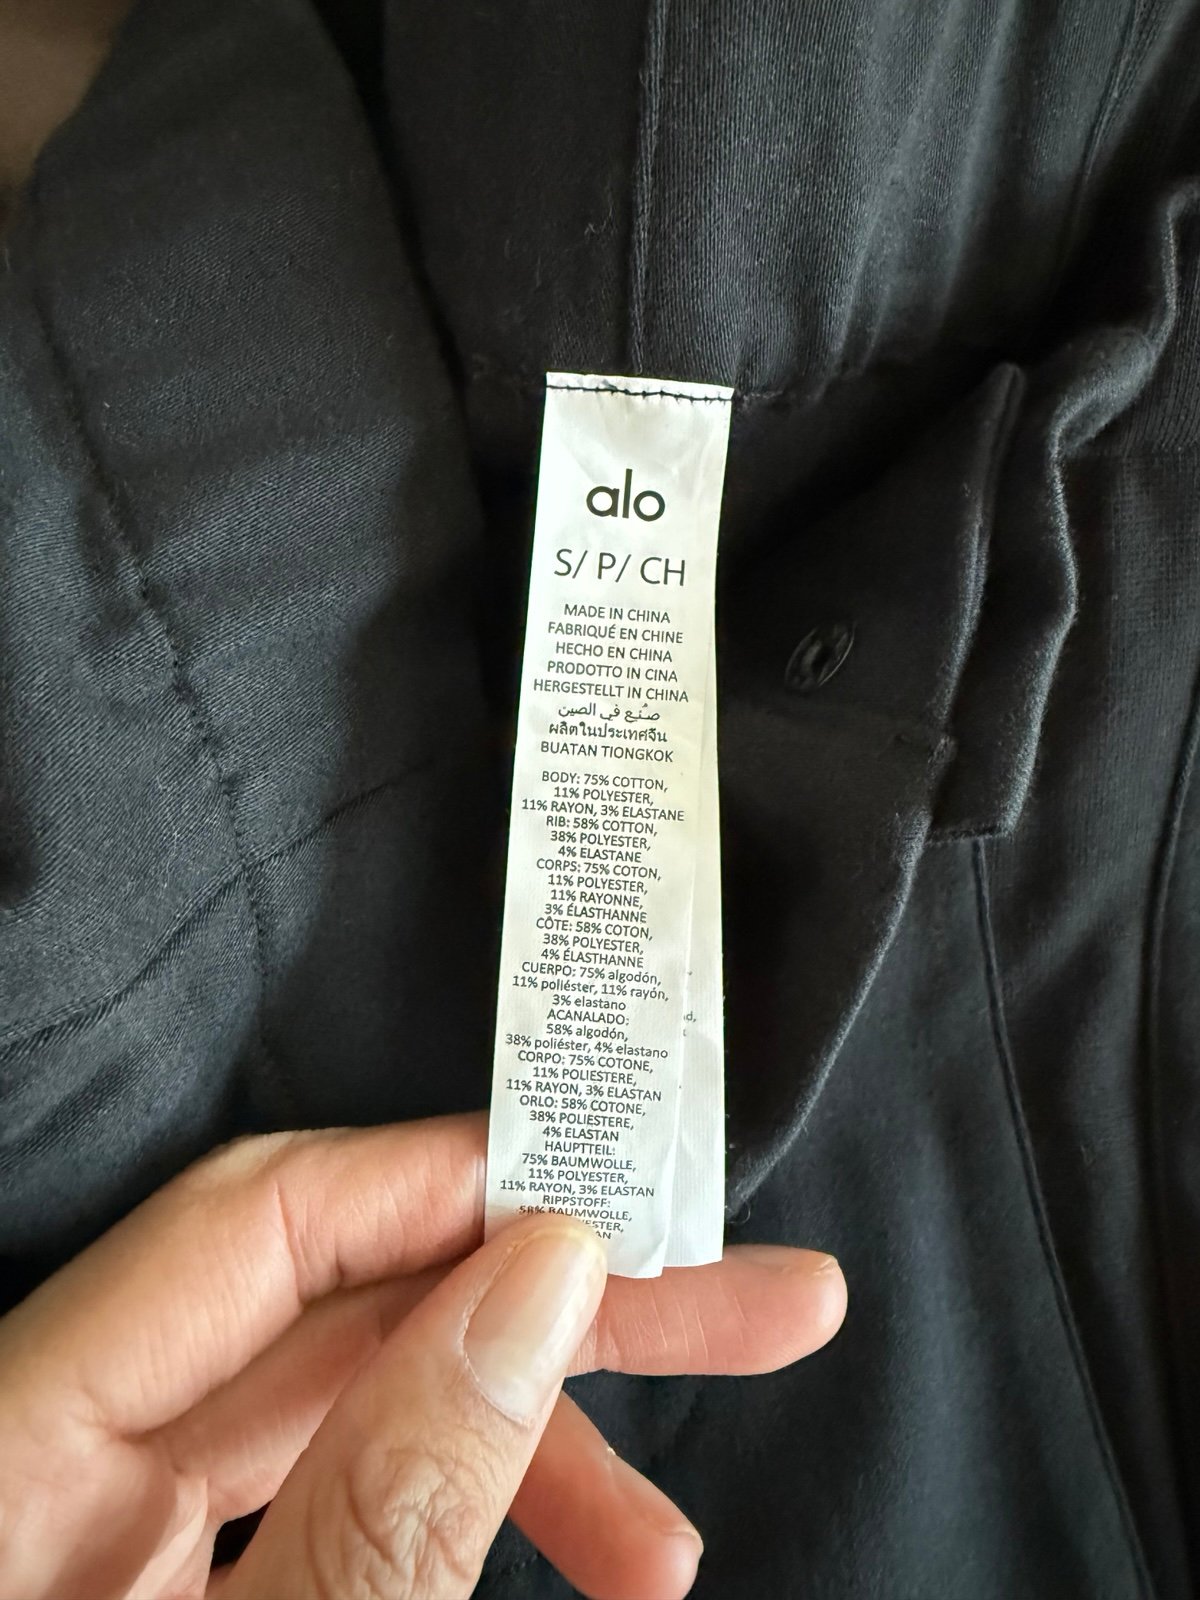 alo
S/ P/ CH
MADE IN CHINA
FABRIQUÉ EN CHINE
HECHO EN CHINA
PRODOTTO IN CINA
HERGESTELLT IN CHINA
صُنع في الصين
ผลิตในประเทศจีน
BUATAN TIONGKOK
BODY: 75% COTTON,
11% POLYESTER,
11% RAYON, 3% ELASTANE
RIB: 58% COTTON,
38% POLYESTER,
4% ELASTANE
CORPS: 75% COTON,
11% POLYESTER,
11% RAYONNE,
3% ÉLASTHANNE
CÔTE: 58% COTON,
38% POLYESTER,
4% ÉLASTHANNE
CUERPO: 75% algodón,
11% poliéster, 11% rayón,
3% elastano
ACANALADO:
58% algodón,
38% poliéster, 4% elastano
CORPO: 75% COTONE,
11% POLIESTERE,
11% RAYON, 3% ELASTAN
ORLO: 58% COTONE,
38% POLIESTERE,
4% ELASTAN
HAUPTTEIL:
75% BAUMWOLLE,
11% POLYESTER,
11% RAYON, 3% ELASTAN
RIPPSTOFF:
58% BAUMWOLLE,